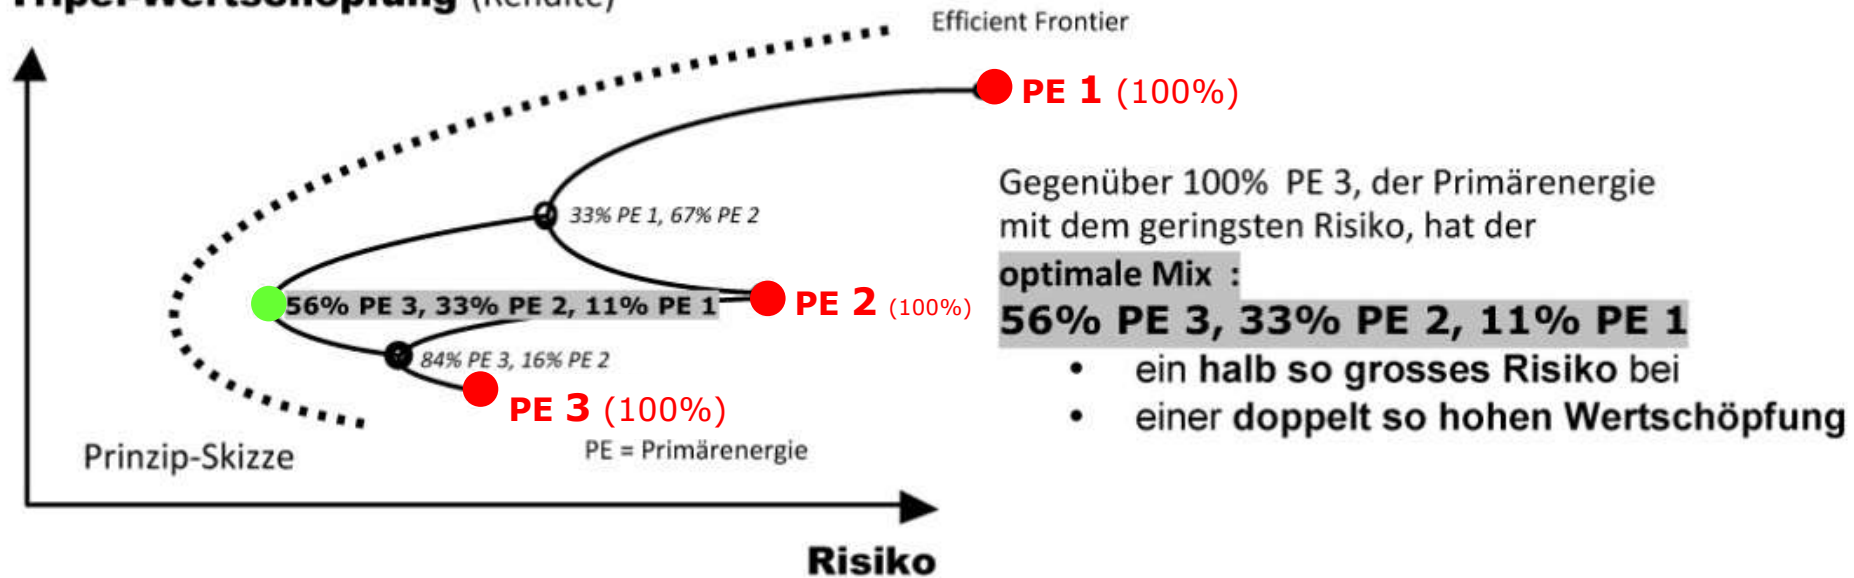 Tripel-Wertschöpfung (Rendite)
Efficient Frontier
PE 1 (100%)
33% PE 1, 67% PE 2
56% PE 3, 33% PE 2, 11% PE 1
PE 2 (100%)
84% PE 3, 16% PE 2
PE 3 (100%)
PE = Primärenergie
Prinzip-Skizze
Risiko
Gegenüber 100% PE 3, der Primärenergie
mit dem geringsten Risiko, hat der
optimale Mix :
56% PE 3, 33% PE 2, 11% PE 1
• ein halb so grosses Risiko bei
• einer doppelt so hohen Wertschöpfung